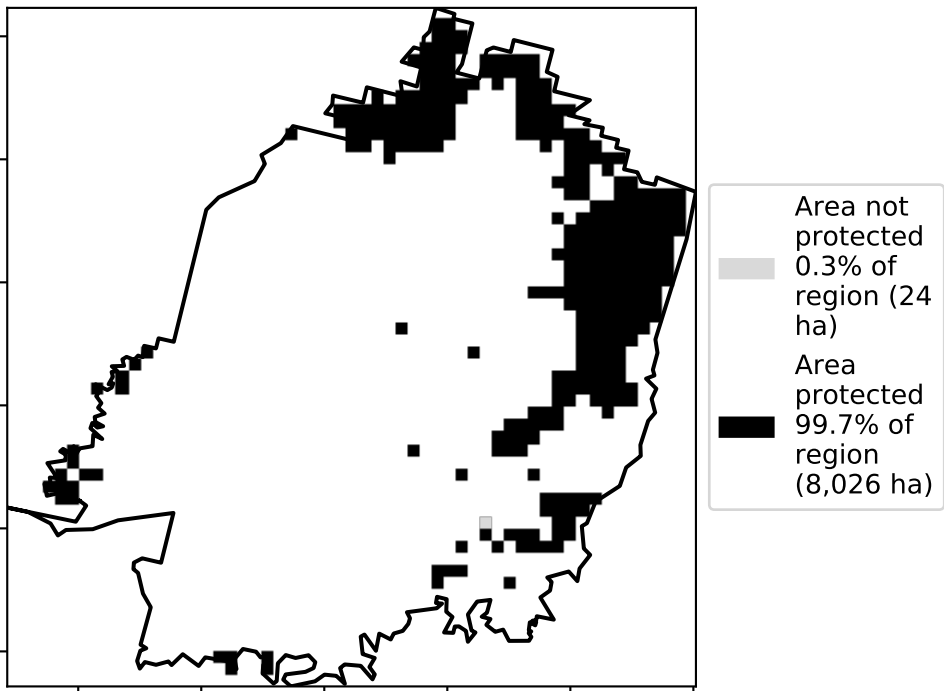 Area not
protected
0.3% of
region (24
ha)
Area
protected
99.7% of
region
(8,026 ha)